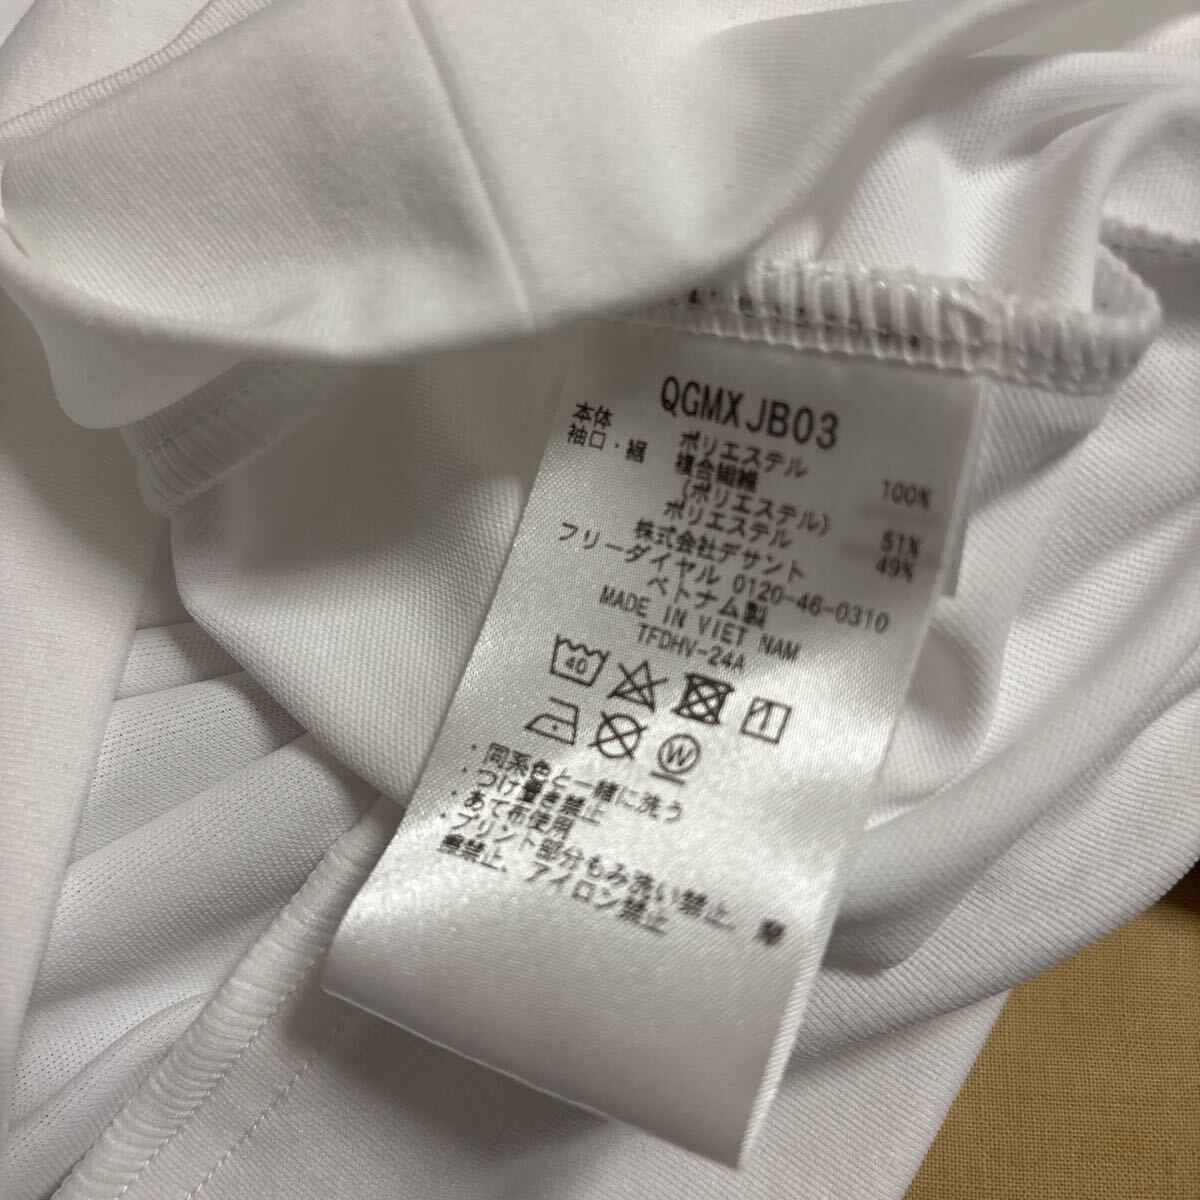 QGMXJB03
本体 ポリエステル 100%
袖口・裾 複合繊維
(ポリエステル) 51%
ポリエステル 49%
株式会社デサント
フリーダイヤル 0120-46-0310
ベトナム製
MADE IN VIET NAM
TFDHV-24A
40
W
・同系色と一緒に洗う
・つけ置き禁止
・あて布使用
・プリント部分もみ洗い禁止、摩
擦禁止、アイロン禁止